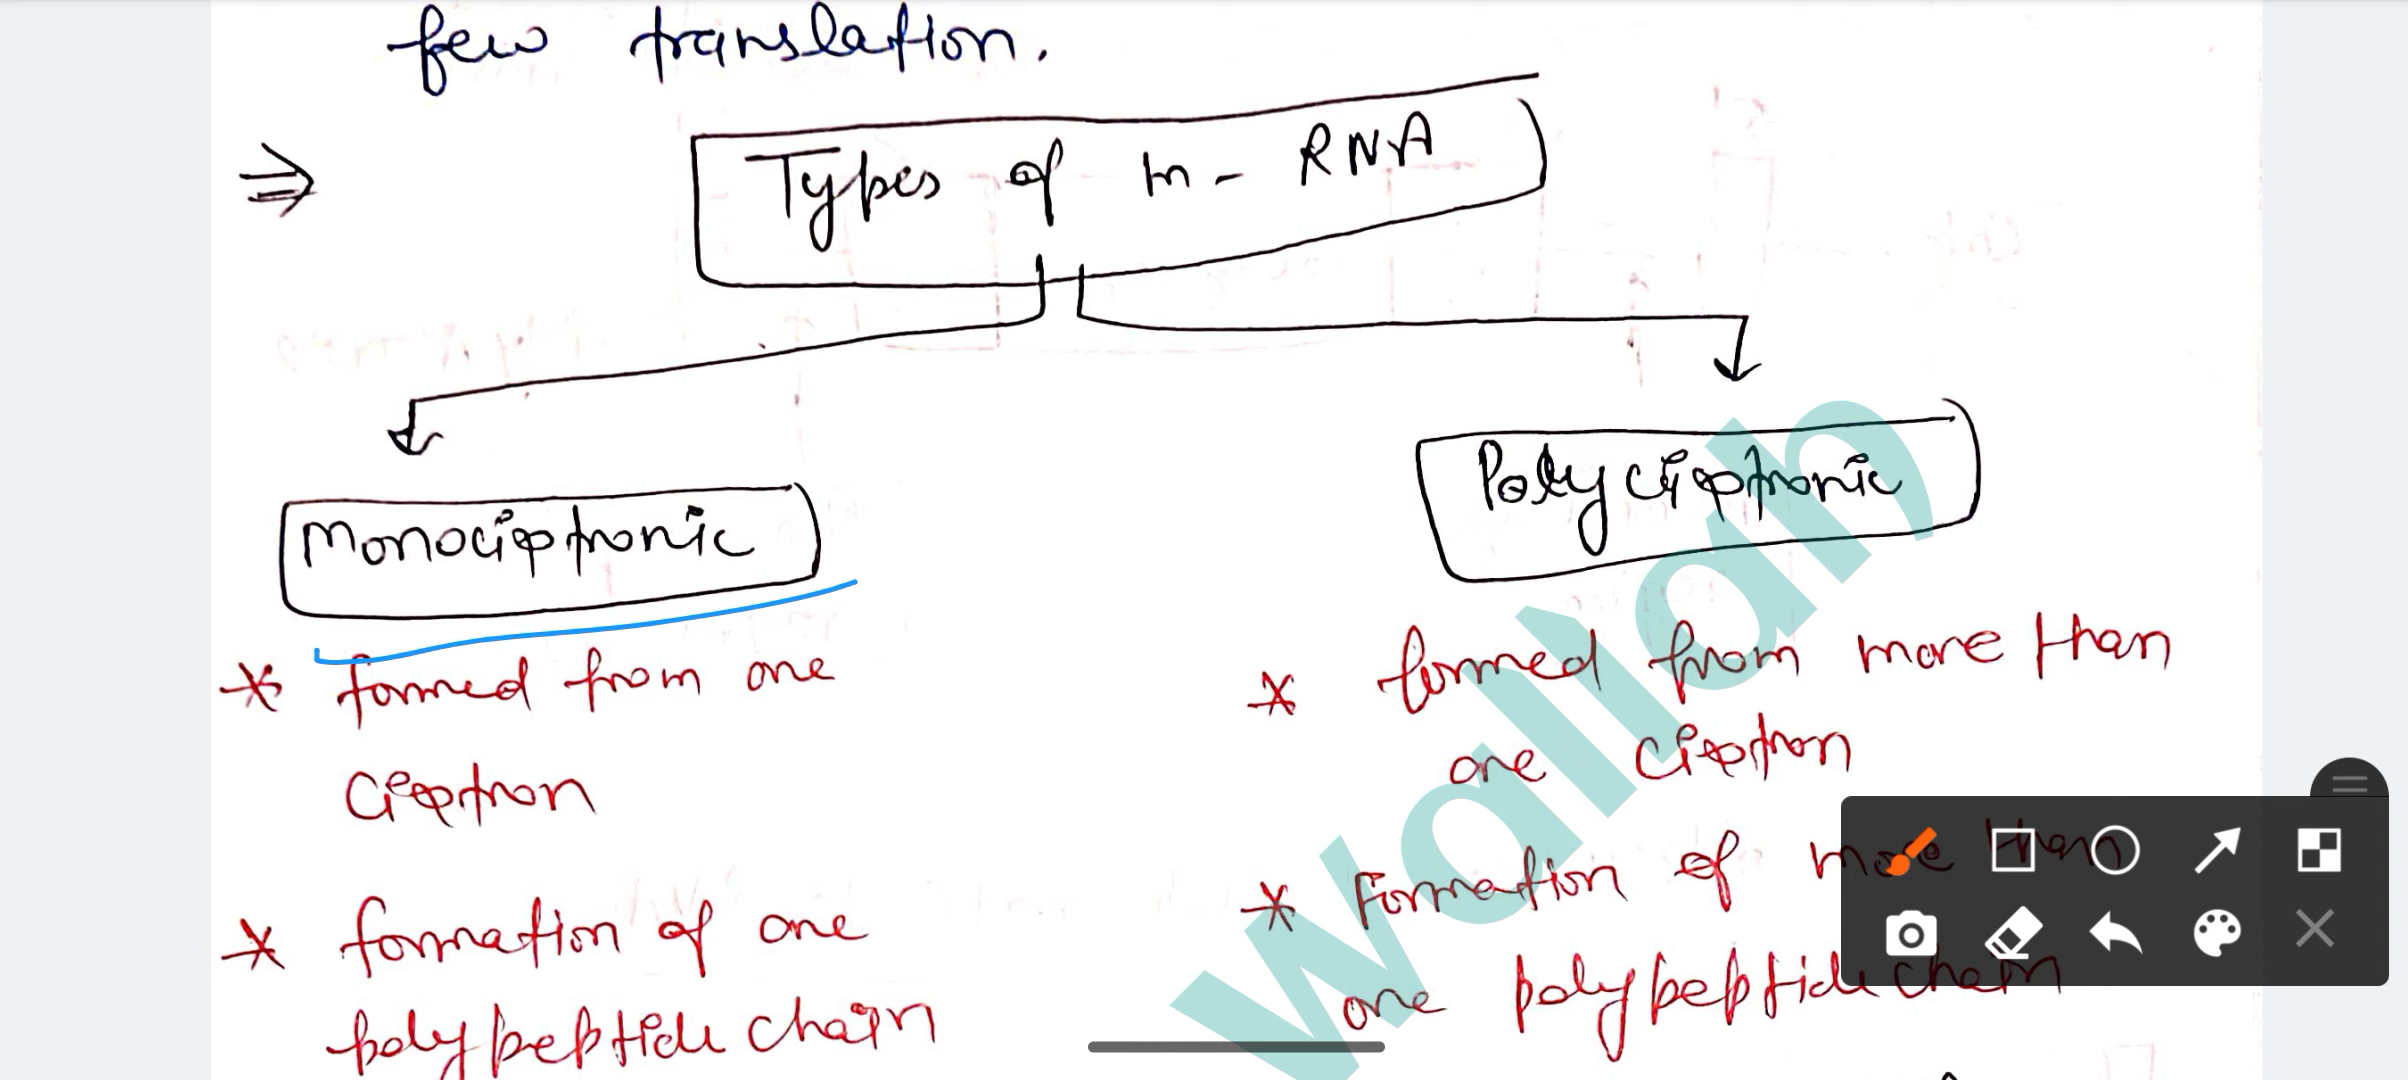 few translation.
⇒ Types of m-RNA
Monocistronic
Polycistronic
* formed from one
cistron
* formation of one
polypeptide chain
* formed from more than
one cistron
* Formation of more than
one polypeptide chain
Wallah